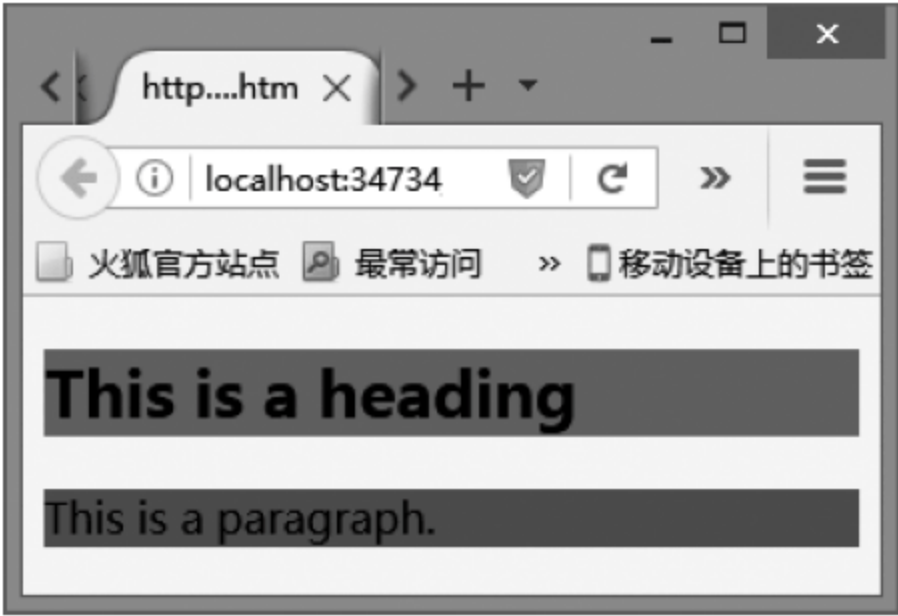 http....htm
localhost:34734
火狐官方站点 最常访问 移动设备上的书签
This is a heading
This is a paragraph.